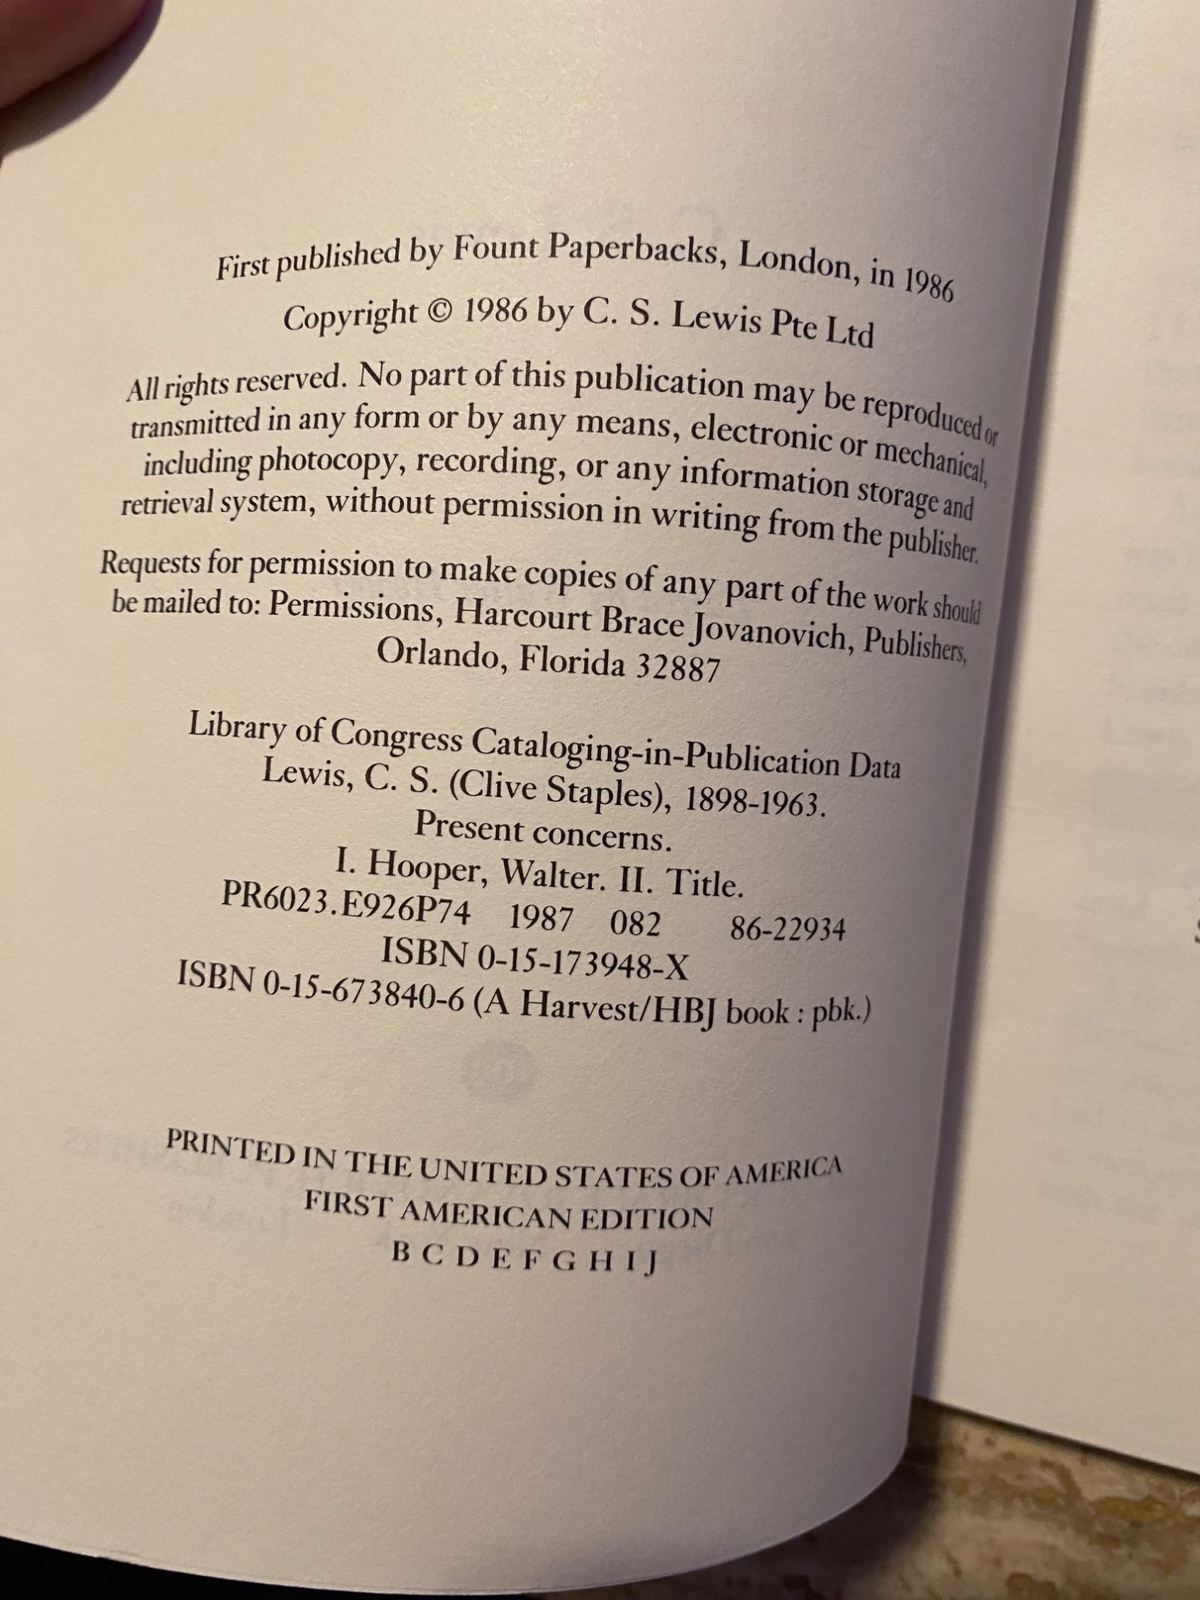 First published by Fount Paperbacks, London, in 1986
Copyright © 1986 by C. S. Lewis Pte Ltd
All rights reserved. No part of this publication may be reproduced or
transmitted in any form or by any means, electronic or mechanical,
including photocopy, recording, or any information storage and
retrieval system, without permission in writing from the publisher.
Requests for permission to make copies of any part of the work should
be mailed to: Permissions, Harcourt Brace Jovanovich, Publishers,
Orlando, Florida 32887
Library of Congress Cataloging-in-Publication Data
Lewis, C. S. (Clive Staples), 1898-1963.
Present concerns.
I. Hooper, Walter. II. Title.
PR6023.E926P74 1987 082 86-22934
ISBN 0-15-173948-X
ISBN 0-15-673840-6 (A Harvest/HBJ book : pbk.)
PRINTED IN THE UNITED STATES OF AMERICA
FIRST AMERICAN EDITION
B C D E F G H I J